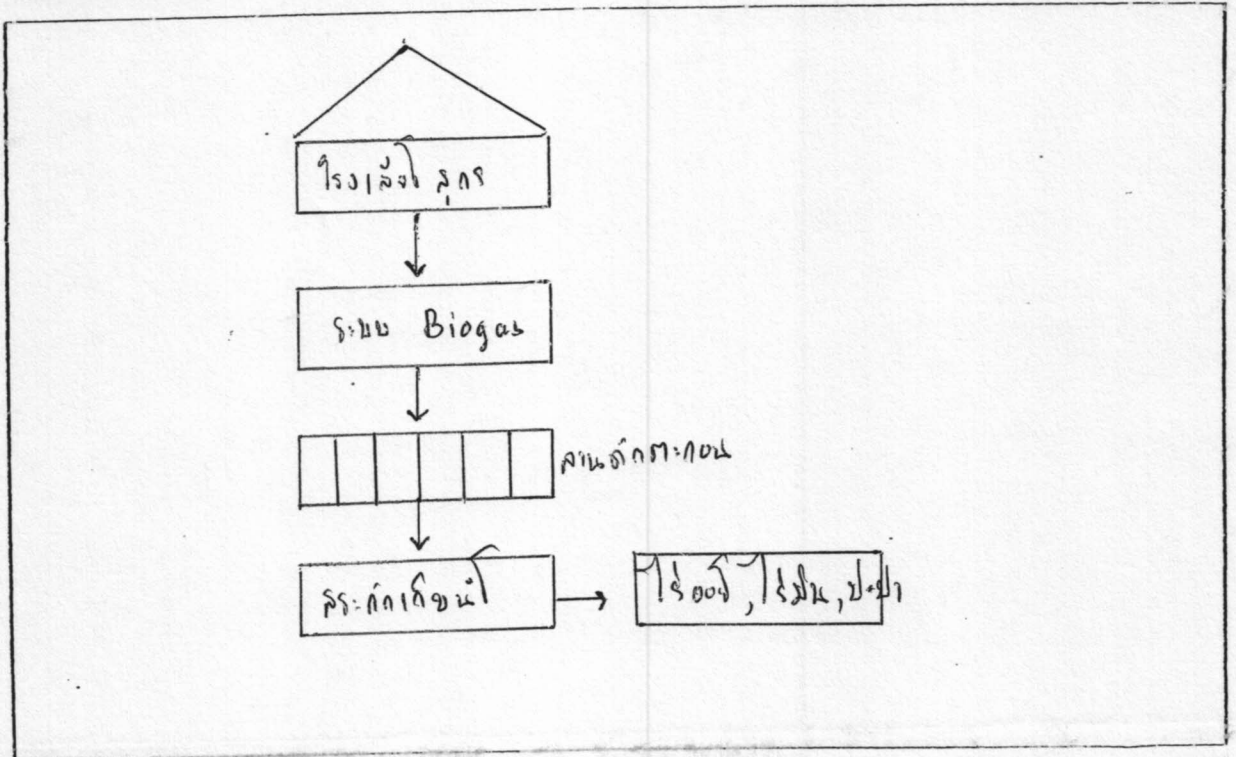 โรงเลี้ยงสุกร
ระบบ Biogas
ลานตากตะกอน
สระกักเก็บน้ำ
ไร่อ้อย, ไร่มัน,